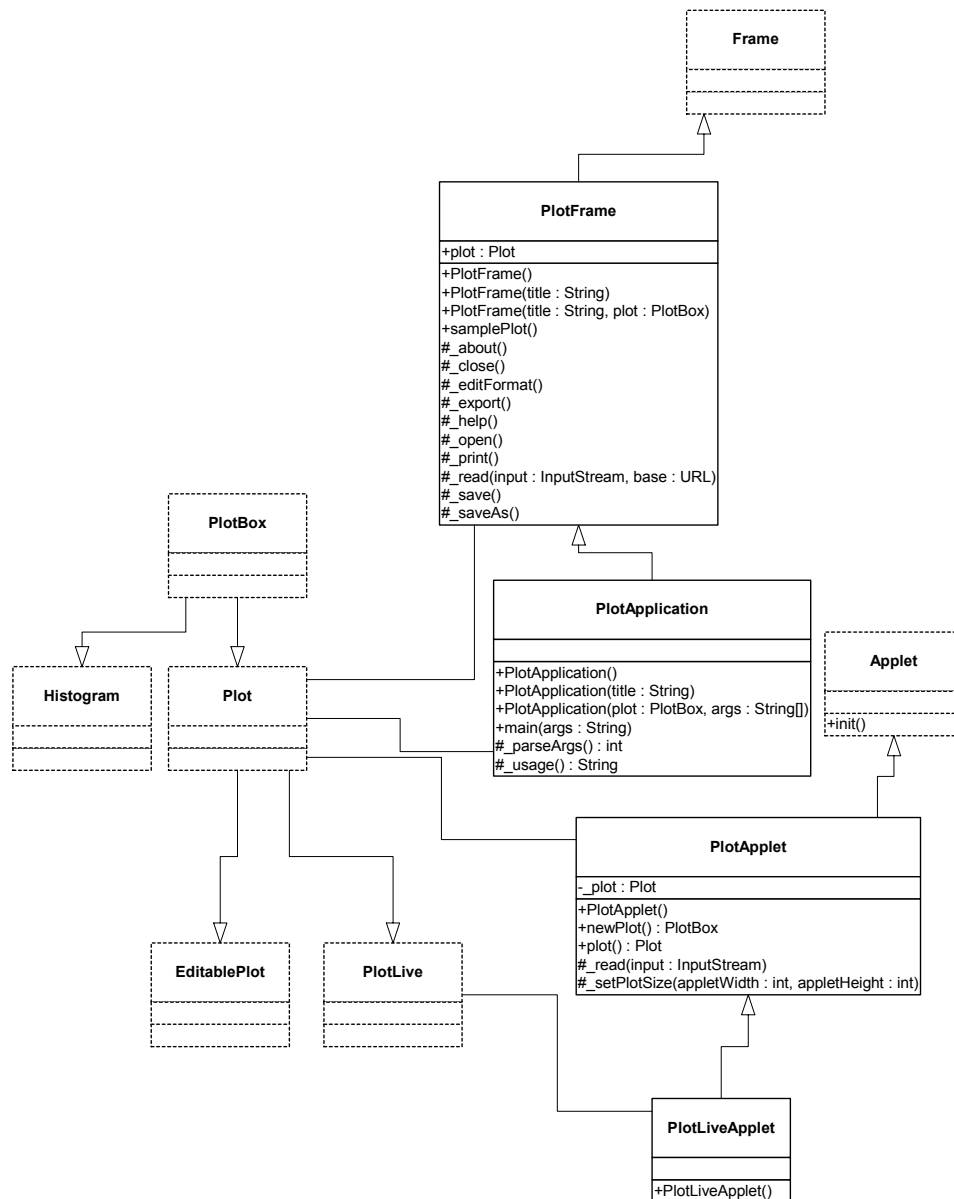 Frame
PlotFrame
+plot : Plot
+PlotFrame()
+PlotFrame(title : String)
+PlotFrame(title : String, plot : PlotBox)
+samplePlot()
#_about()
#_close()
#_editFormat()
#_export()
#_help()
#_open()
#_print()
#_read(input : InputStream, base : URL)
#_save()
#_saveAs()
PlotBox
PlotApplication
+PlotApplication()
+PlotApplication(title : String)
+PlotApplication(plot : PlotBox, args : String[])
+main(args : String)
#_parseArgs() : int
#_usage() : String
Applet
+init()
Histogram
Plot
PlotApplet
-_plot : Plot
+PlotApplet()
+newPlot() : PlotBox
+plot() : Plot
#_read(input : InputStream)
#_setPlotSize(appletWidth : int, appletHeight : int)
EditablePlot
PlotLive
PlotLiveApplet
+PlotLiveApplet()